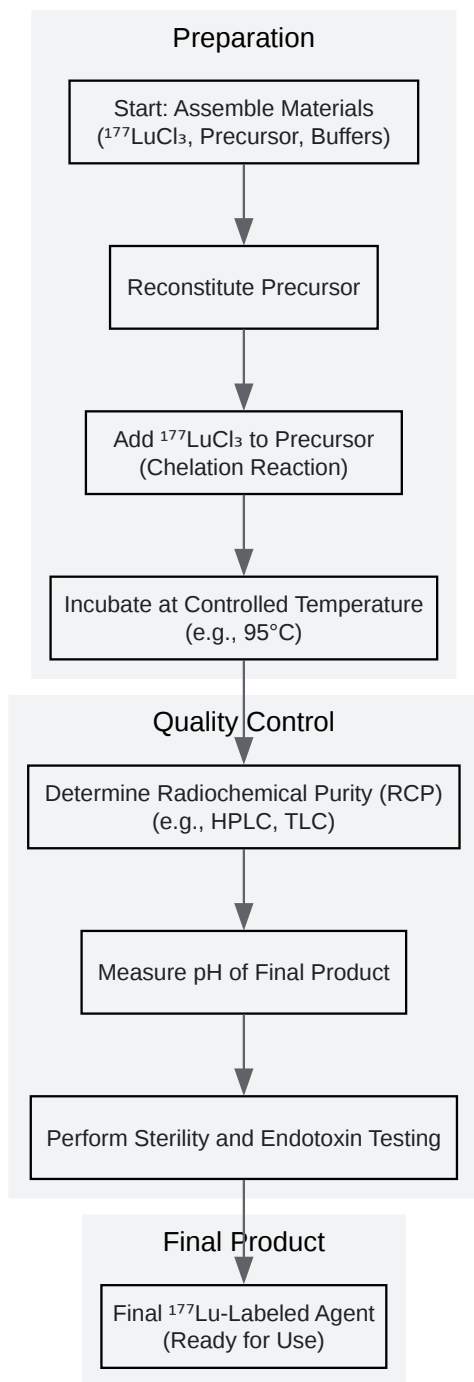 Preparation
Start: Assemble Materials
(¹⁷⁷LuCl₃, Precursor, Buffers)
Reconstitute Precursor
Add ¹⁷⁷LuCl₃ to Precursor
(Chelation Reaction)
Incubate at Controlled Temperature
(e.g., 95°C)
Quality Control
Determine Radiochemical Purity (RCP)
(e.g., HPLC, TLC)
Measure pH of Final Product
Perform Sterility and Endotoxin Testing
Final Product
Final ¹⁷⁷Lu-Labeled Agent
(Ready for Use)